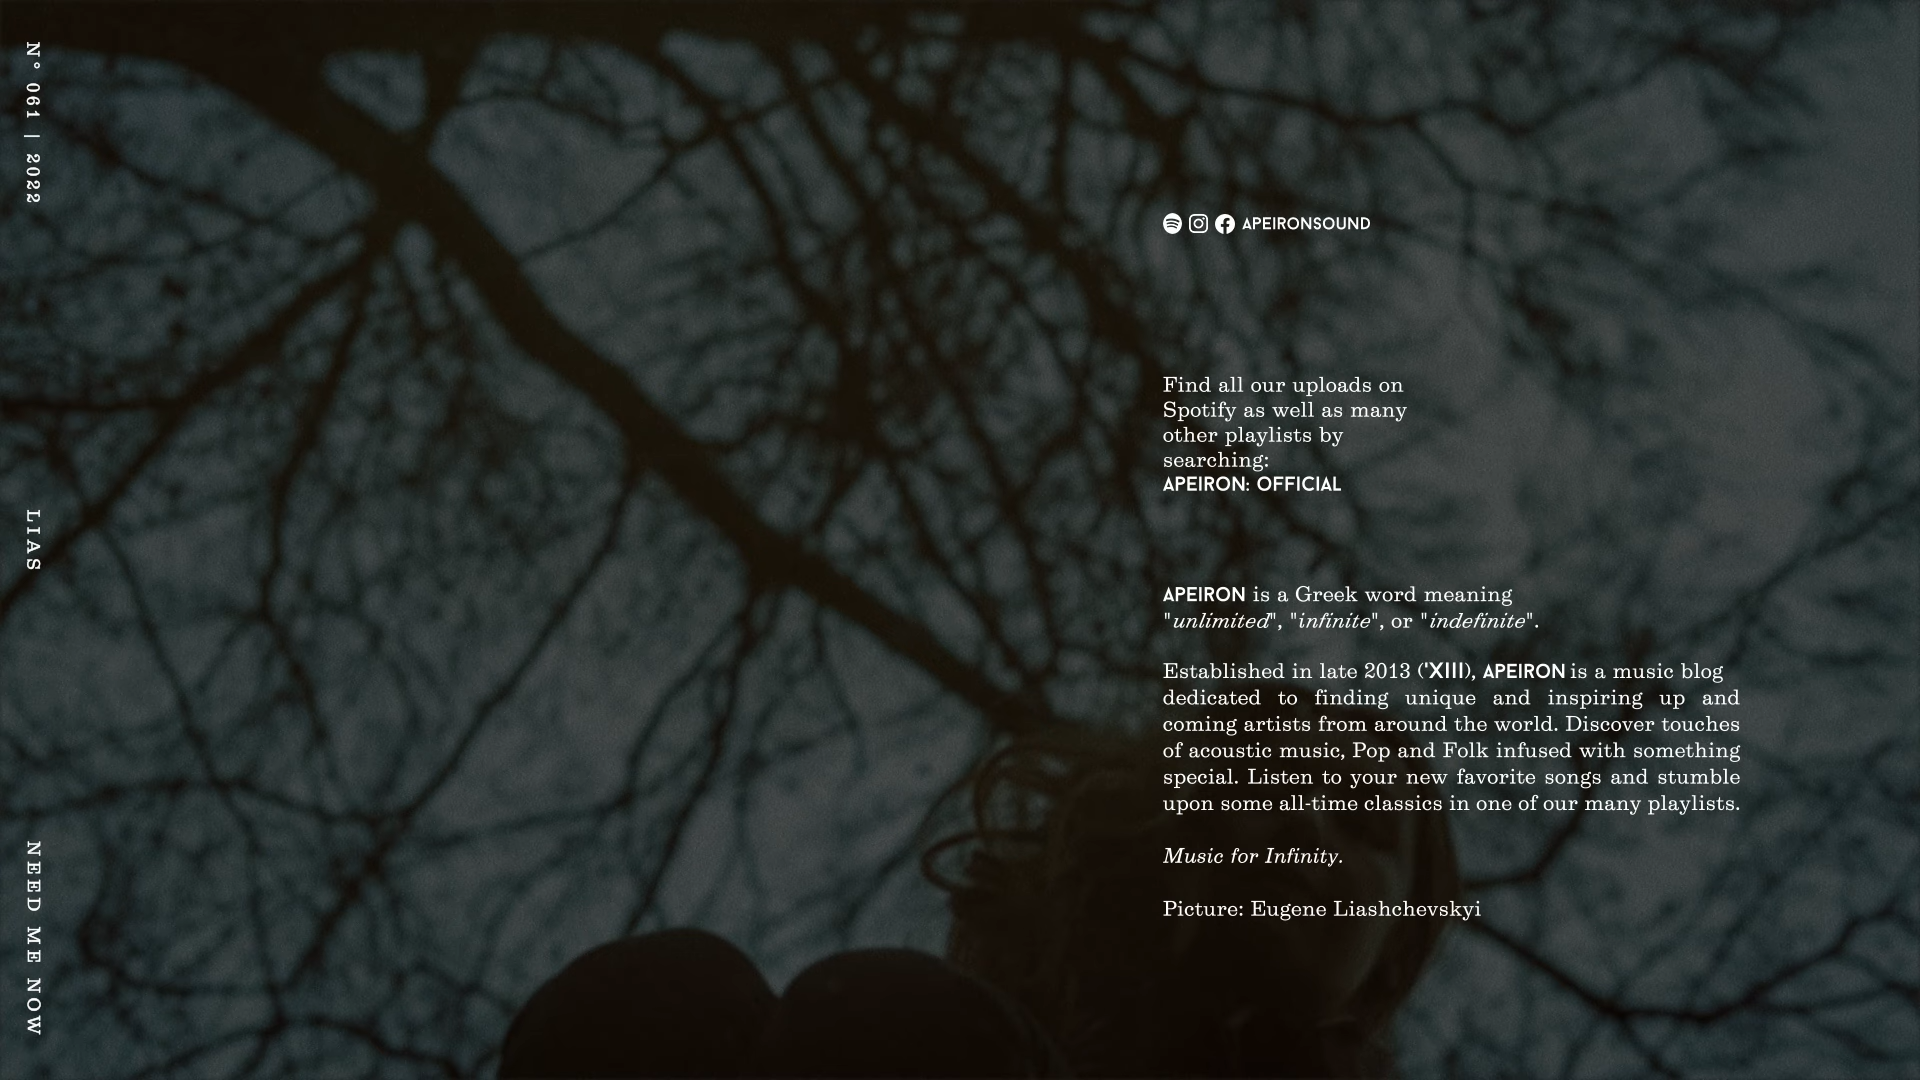 N° 061 | 2022
LIAS
NEED ME NOW
APEIRONSOUND
Find all our uploads on
Spotify as well as many
other playlists by
searching:
APEIRON: OFFICIAL
APEIRON is a Greek word meaning
"unlimited", "infinite", or "indefinite".
Established in late 2013 ('XIII), APEIRON is a music blog
dedicated to finding unique and inspiring up and
coming artists from around the world. Discover touches
of acoustic music, Pop and Folk infused with something
special. Listen to your new favorite songs and stumble
upon some all-time classics in one of our many playlists.
Music for Infinity.
Picture: Eugene Liashchevskyi